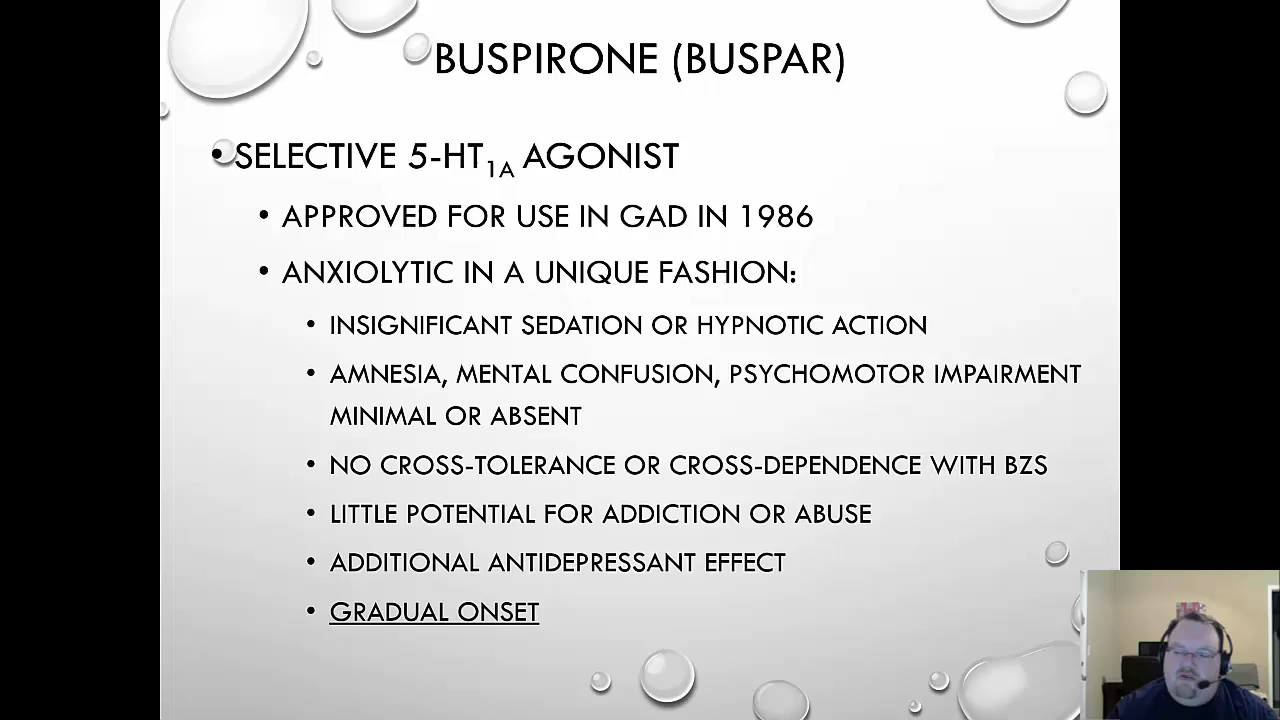 BUSPIRONE (BUSPAR)
• SELECTIVE 5-HT1A AGONIST
• APPROVED FOR USE IN GAD IN 1986
• ANXIOLYTIC IN A UNIQUE FASHION:
• INSIGNIFICANT SEDATION OR HYPNOTIC ACTION
• AMNESIA, MENTAL CONFUSION, PSYCHOMOTOR IMPAIRMENT
MINIMAL OR ABSENT
• NO CROSS-TOLERANCE OR CROSS-DEPENDENCE WITH BZS
• LITTLE POTENTIAL FOR ADDICTION OR ABUSE
• ADDITIONAL ANTIDEPRESSANT EFFECT
• GRADUAL ONSET